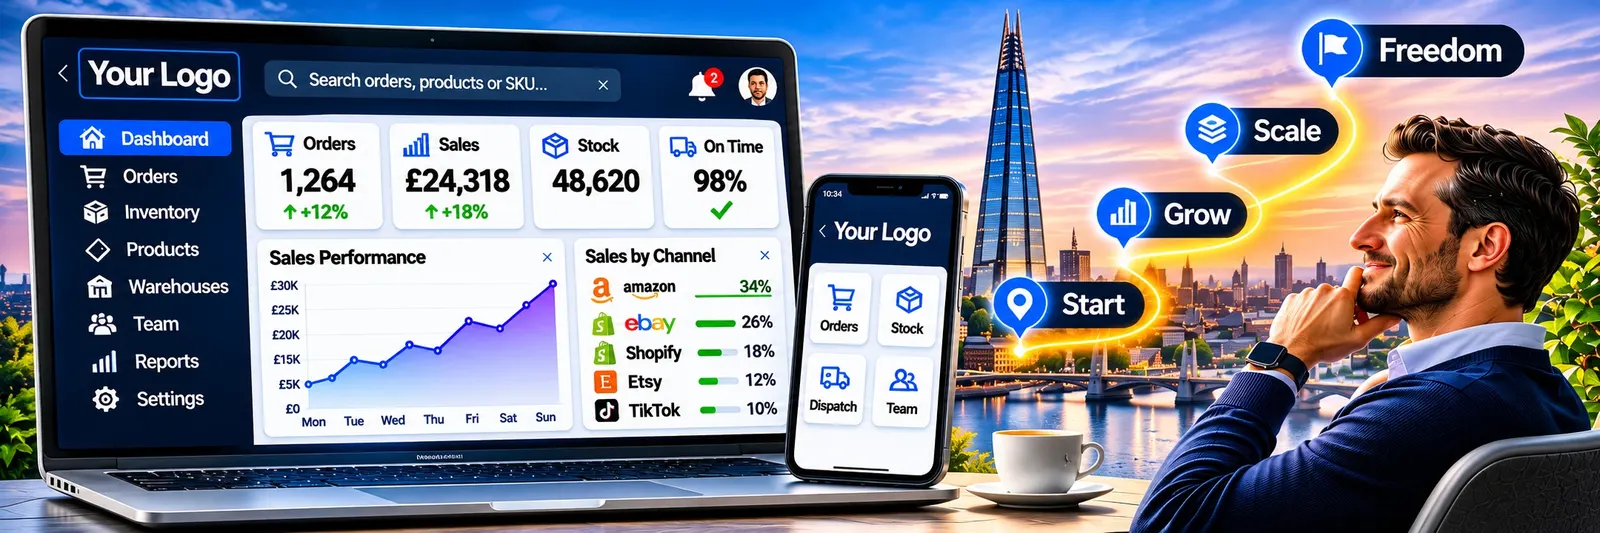 Your Logo
Search orders, products or SKU...
2
Dashboard
Orders
Inventory
Products
Warehouses
Team
Reports
Settings
Orders
1,264
+12%
Sales
£24,318
+18%
Stock
48,620
On Time
98%
Sales Performance
£30K
£25K
£20K
£15K
£5K
£0
Mon Tue Wed Thu Fri Sat Sun
Sales by Channel
amazon 34%
ebay 26%
Shopify 18%
Etsy 12%
TikTok 10%
10:34
Your Logo
Orders
Stock
Dispatch
Team
Freedom
Scale
Grow
Start